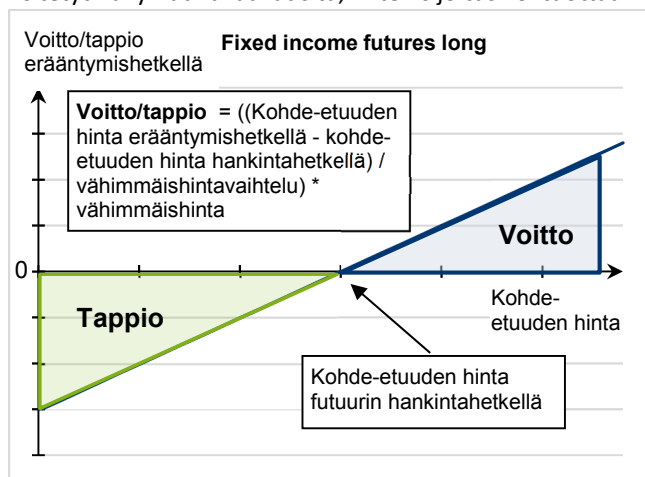 Voitto/tappio
erääntymishetkellä
Fixed income futures long
Voitto/tappio = ((Kohde-etuuden
hinta erääntymishetkellä - kohde-
etuuden hinta hankintahetkellä) /
vähimmäishintavaihtelu) *
vähimmäishinta
Voitto
0
Kohde-
etuuden hinta
Tappio
Kohde-etuuden hinta
futuurin hankintahetkellä